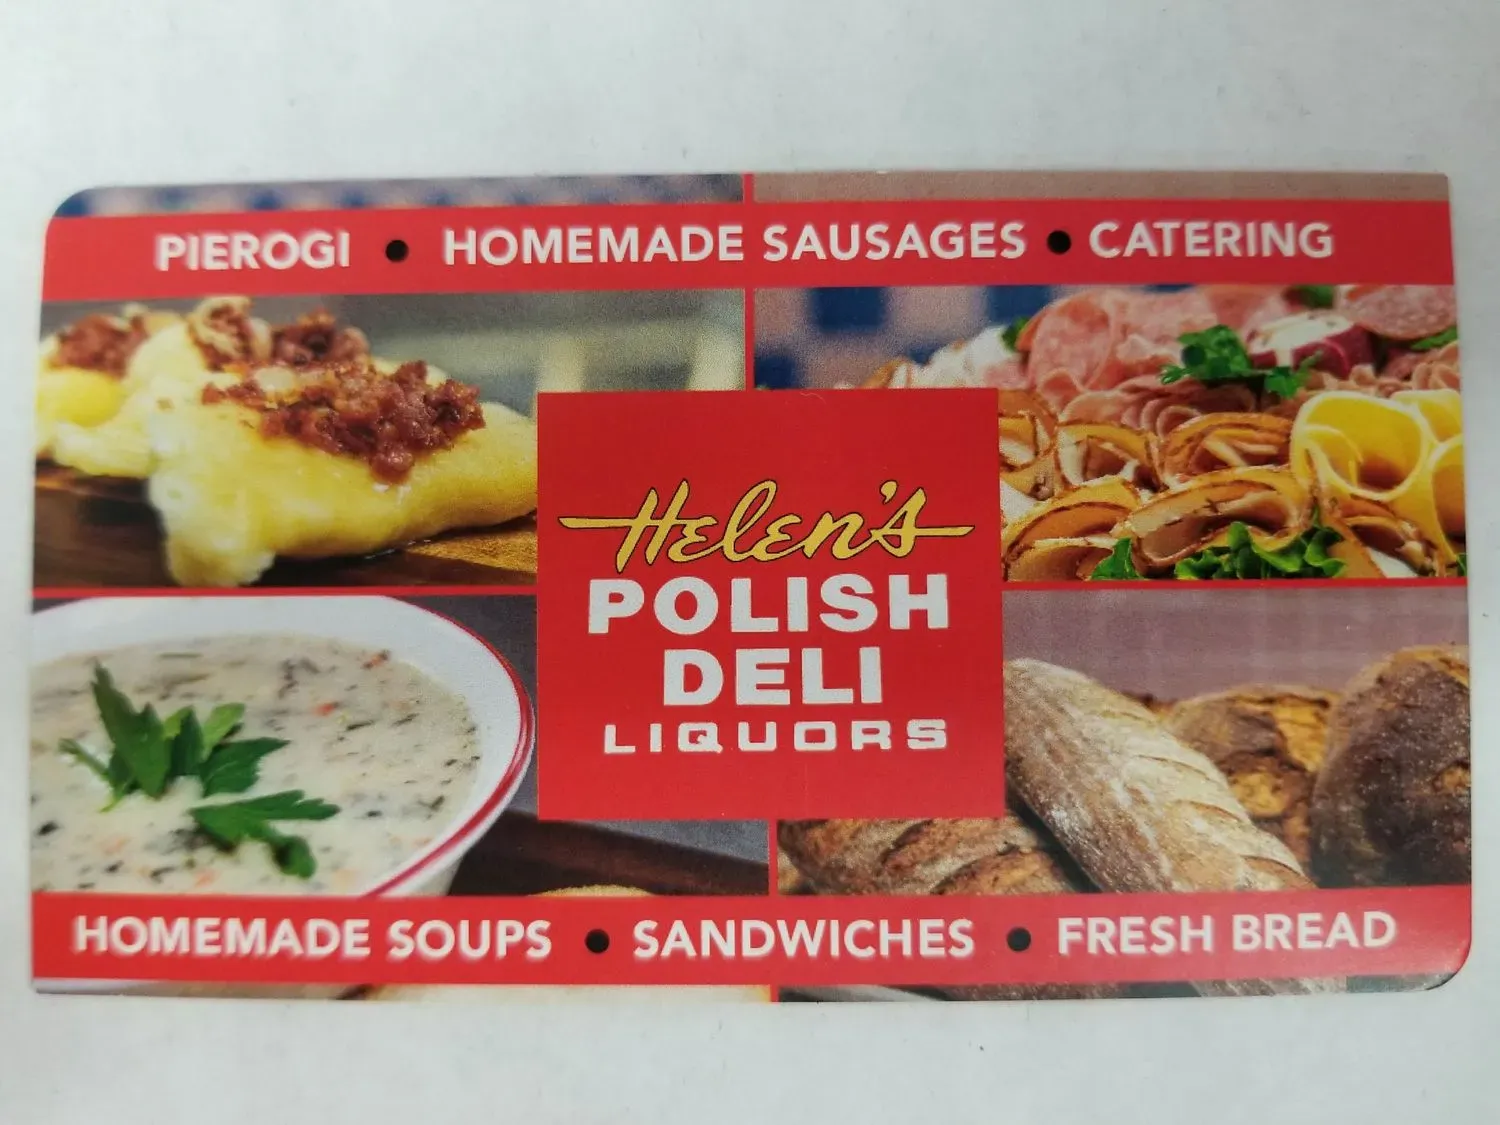 PIEROGI • HOMEMADE SAUSAGES • CATERING
Helen's
POLISH
DELI
LIQUORS
HOMEMADE SOUPS • SANDWICHES • FRESH BREAD